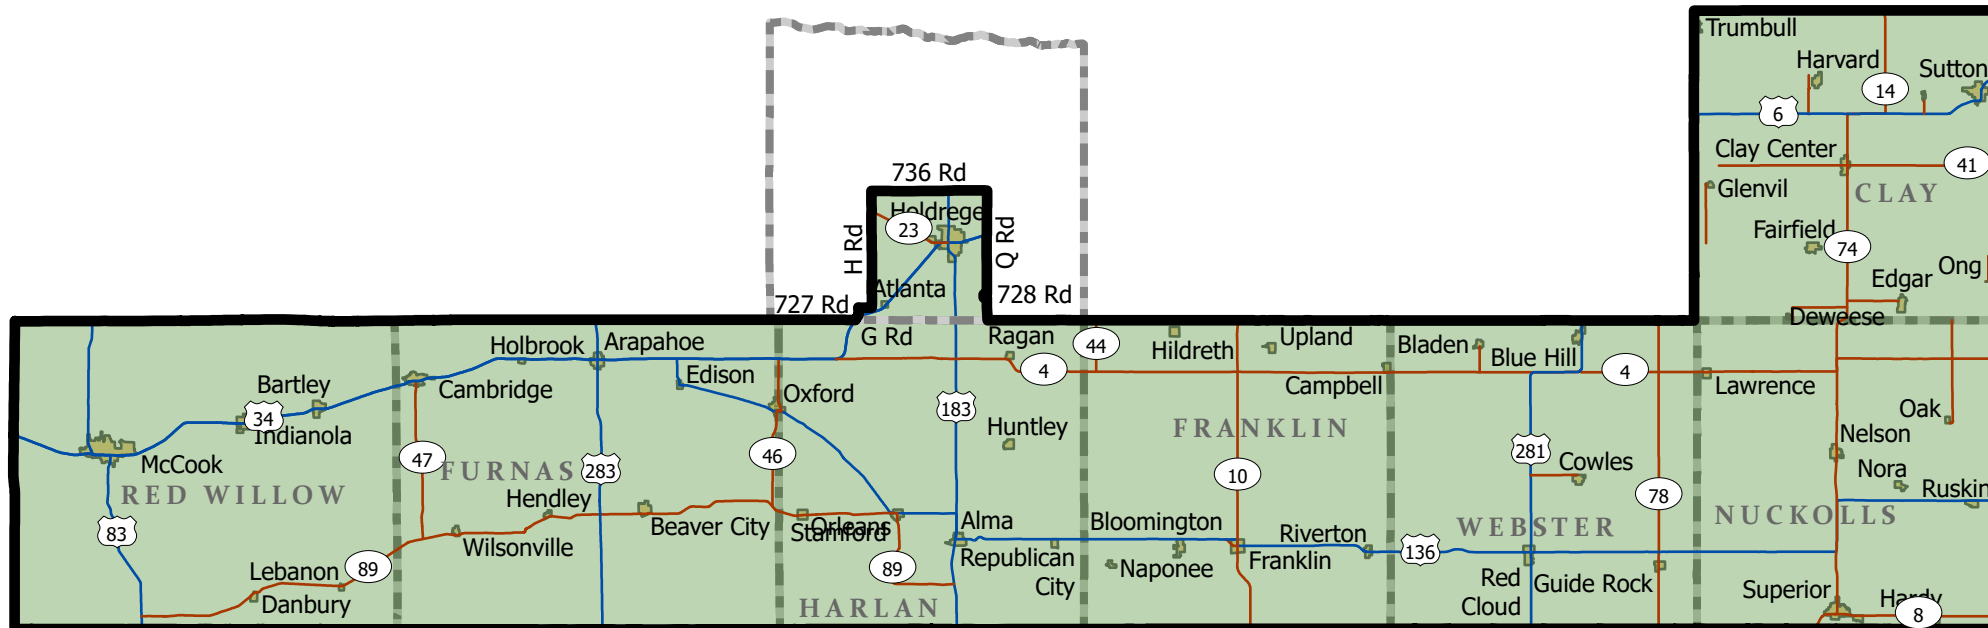 Trumbull
Harvard
Sutton
14
6
Clay Center
41
736 Rd
Glenvil
CLAY
Holdrege
23
H Rd
Q Rd
Fairfield
74
Ong
Edgar
Atlanta
727 Rd
728 Rd
Deweese
G Rd
Ragan
44
Hildreth
Upland
Bladen
Blue Hill
4
4
Holbrook
Arapahoe
Edison
Bartley
Cambridge
Oxford
Campbell
Lawrence
34
Indianola
183
Huntley
FRANKLIN
Oak
Nelson
McCook
47
FURNAS
283
46
10
281
Cowles
Nora
RED WILLOW
Hendley
78
Ruskin
83
Beaver City
Orleans
Stamford
Alma
Bloomington
Riverton
WEBSTER
NUCKOLLS
Wilsonville
Republican
City
Naponee
Franklin
136
Lebanon
89
89
Red
Cloud
Guide Rock
Superior
Hardy
Danbury
HARLAN
8